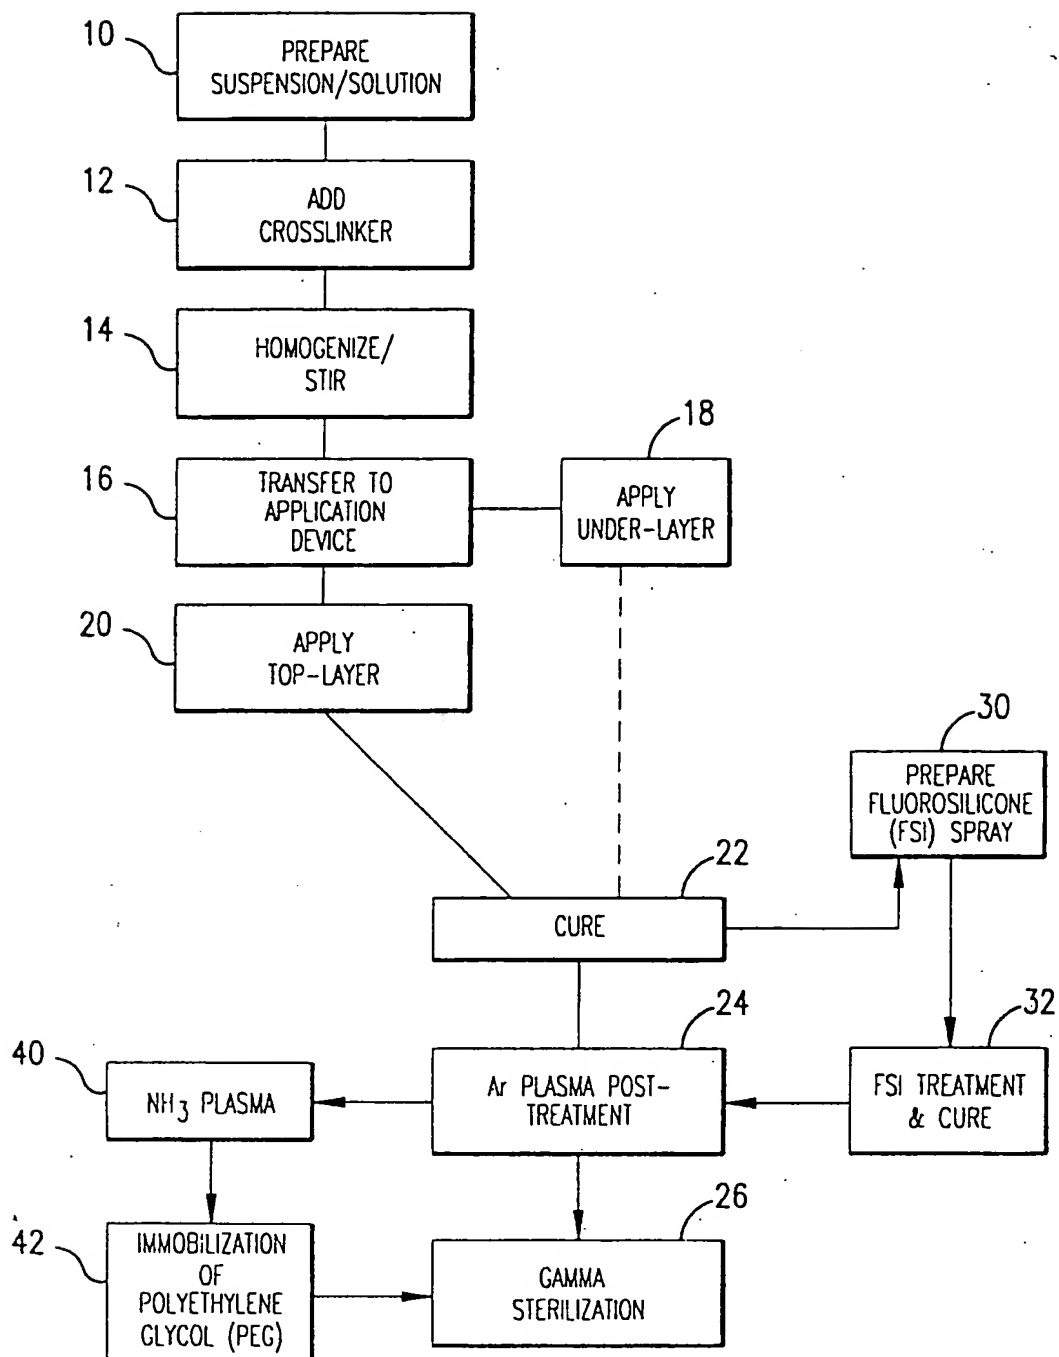 10
PREPARE
SUSPENSION/SOLUTION
12
ADD
CROSSLINKER
14
HOMOGENIZE/
STIR
16
TRANSFER TO
APPLICATION
DEVICE
18
APPLY
UNDER-LAYER
20
APPLY
TOP-LAYER
30
PREPARE
FLUOROSILICONE
(FSI) SPRAY
22
CURE
24
Ar PLASMA POST-
TREATMENT
32
FSI TREATMENT
& CURE
40
NH3 PLASMA
42
IMMOBILIZATION
OF
POLYETHYLENE
GLYCOL (PEG)
26
GAMMA
STERILIZATION